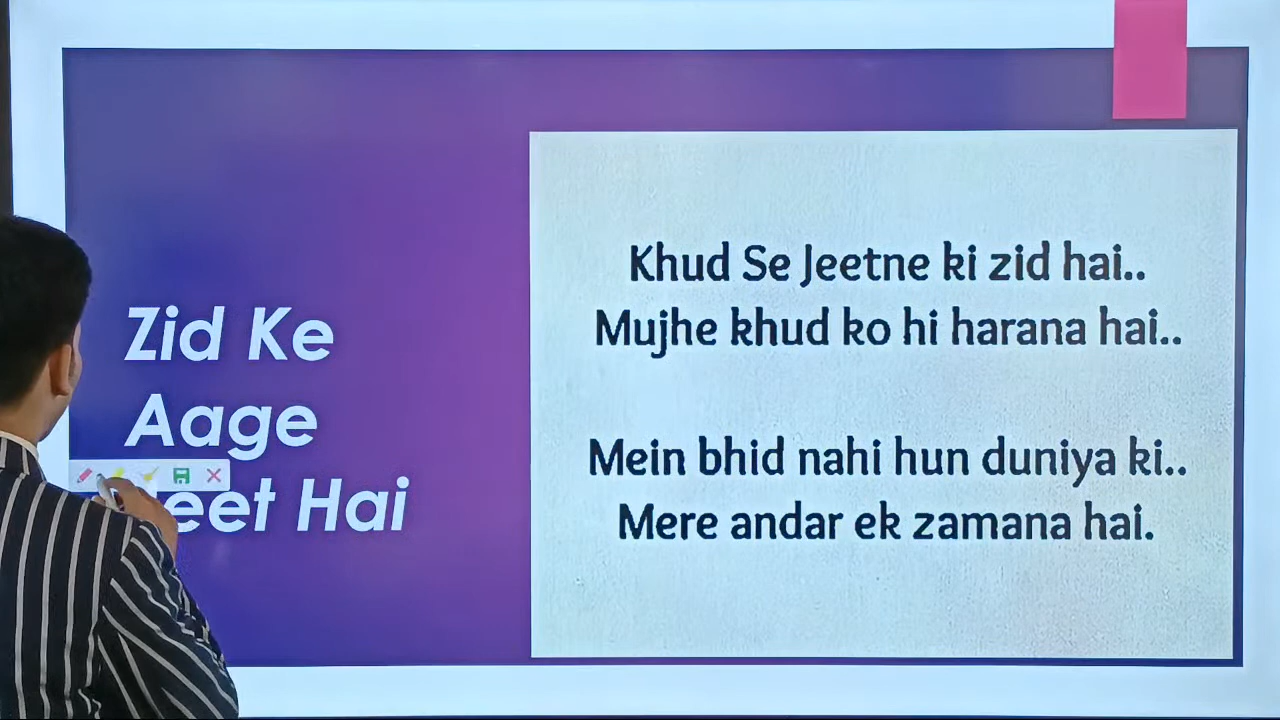 Zid Ke
Aage
eet Hai
Khud Se Jeetne ki zid hai..
Mujhe khud ko hi harana hai..
Mein bhid nahi hun duniya ki..
Mere andar ek zamana hai.